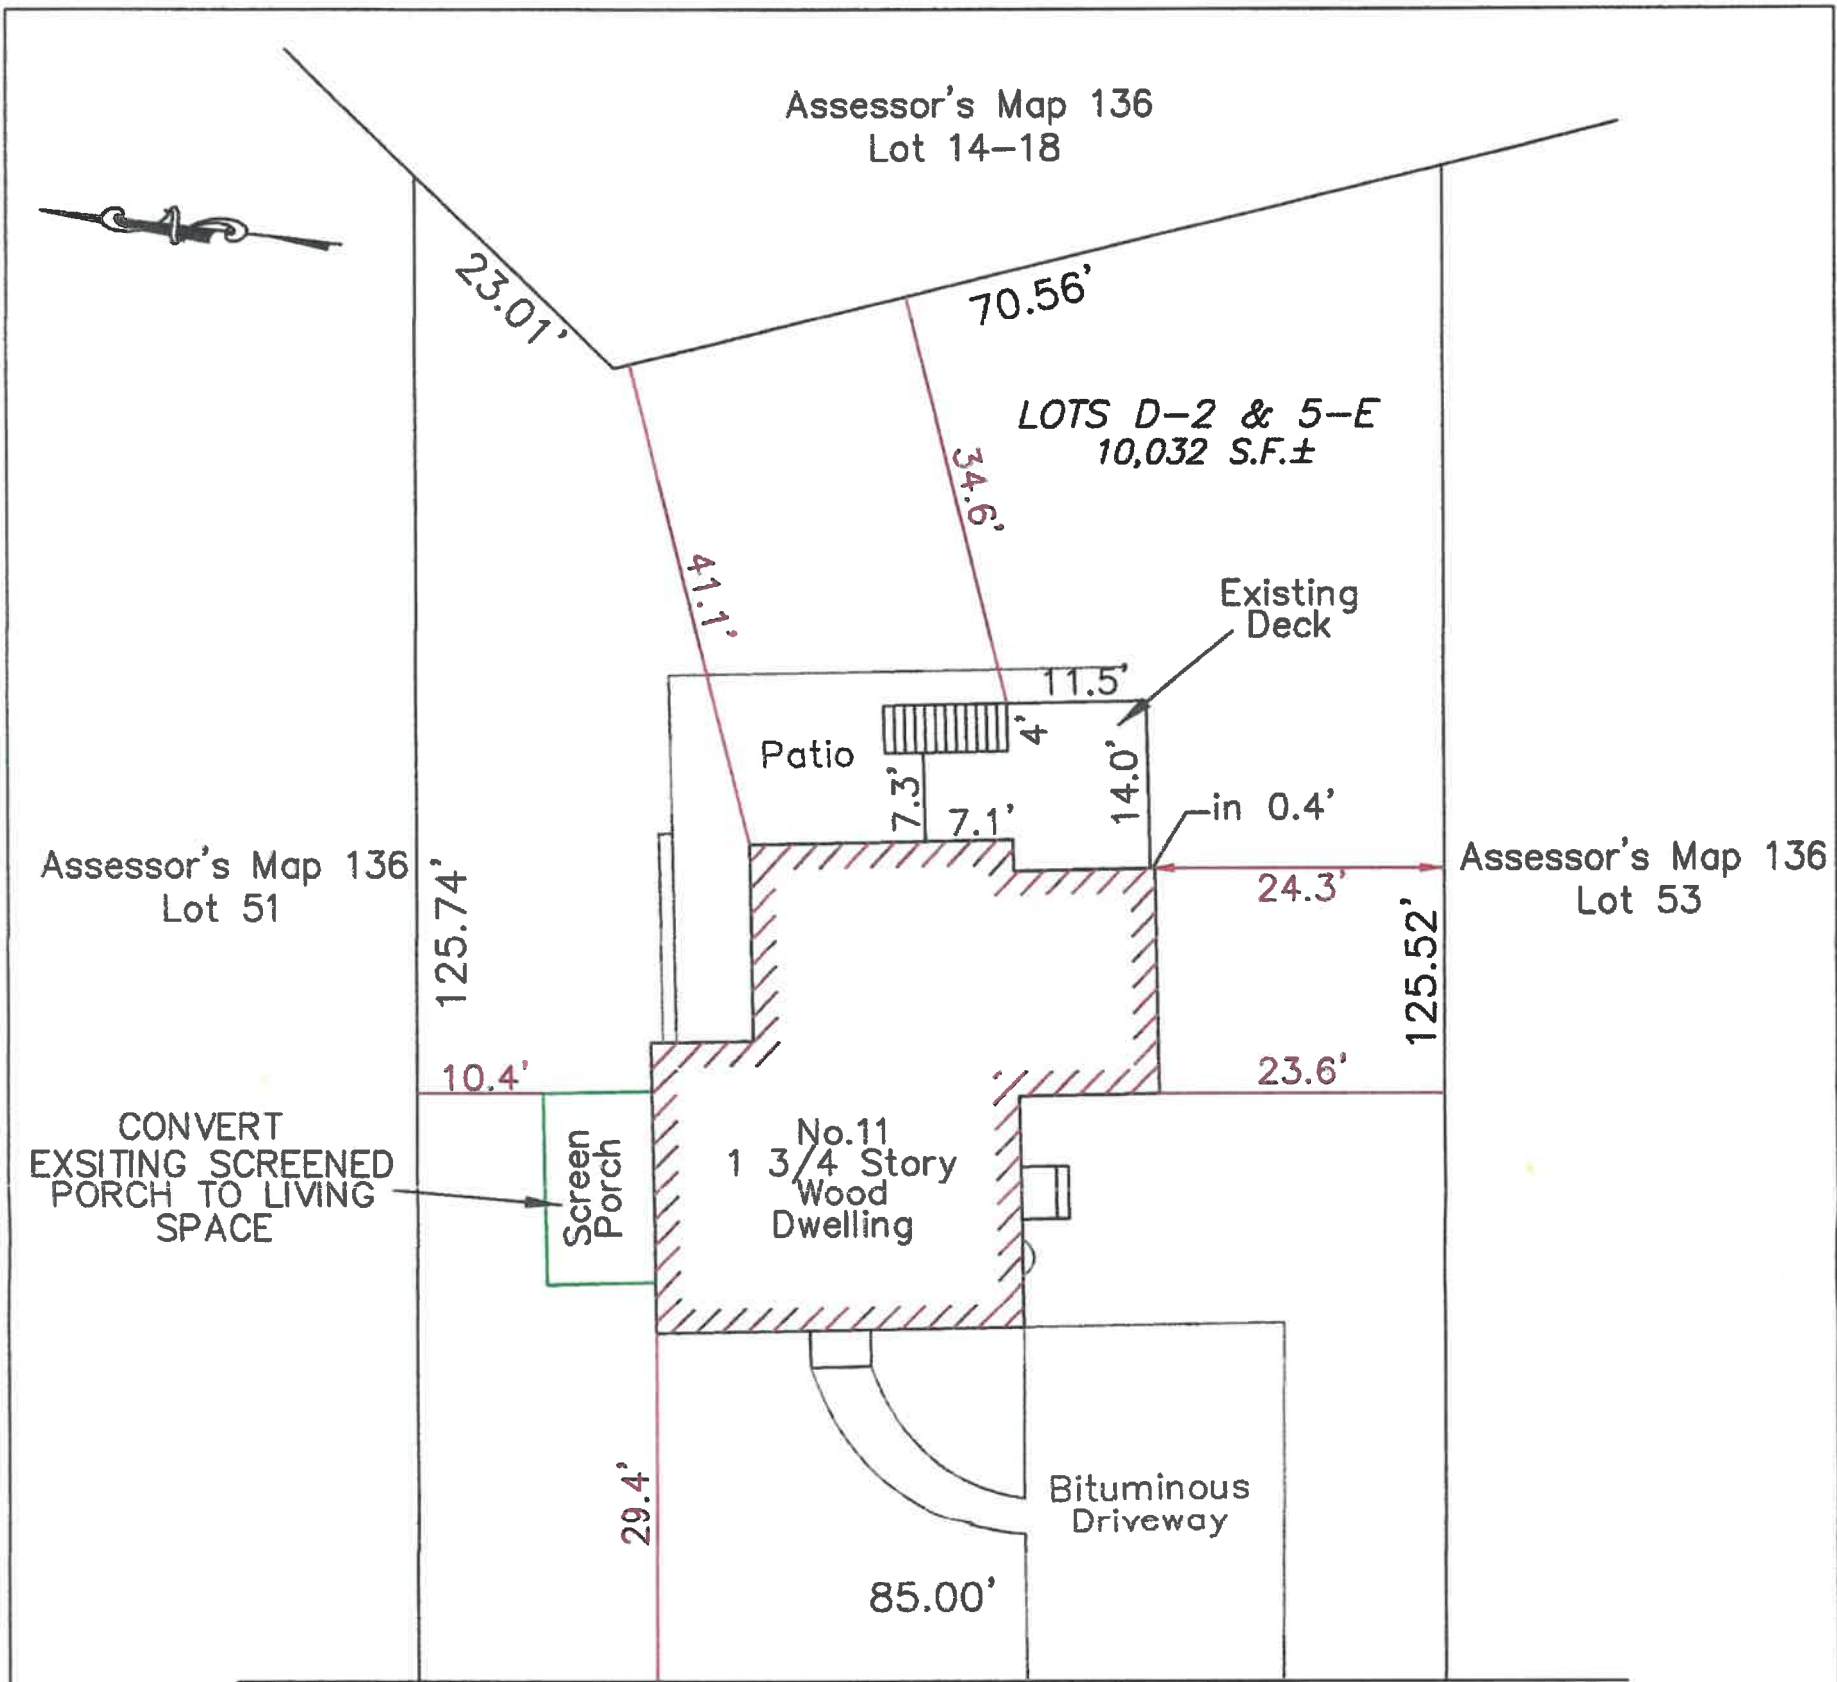 Assessor's Map 136
Lot 14-18
23.01'
70.56'
LOTS D-2 & 5-E
10,032 S.F.±
34.6'
41.1'
Existing
Deck
11.5'
4'
Patio
14.0'
7.3'
7.1'
in 0.4'
Assessor's Map 136
Lot 51
125.74'
24.3'
Assessor's Map 136
Lot 53
125.52'
10.4'
23.6'
CONVERT
EXSITING SCREENED
PORCH TO LIVING
SPACE
Screen
Porch
No.11
1 3/4 Story
Wood
Dwelling
29.4'
Bituminous
Driveway
85.00'